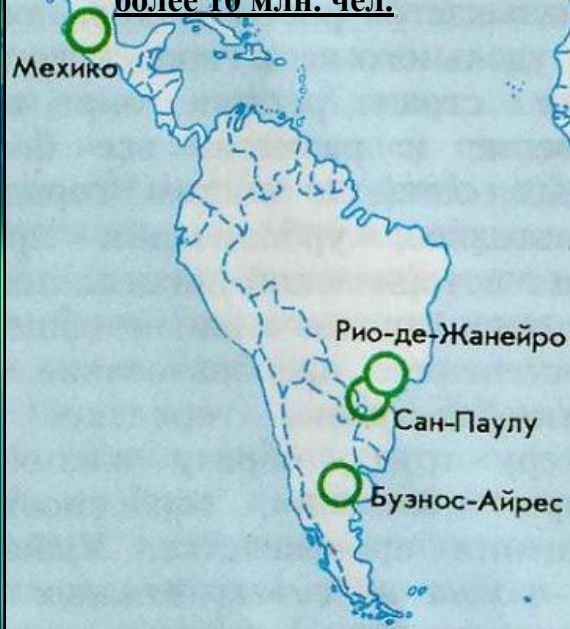 более 10 млн. чел.
Мехико
Рио-де-Жанейро
Сан-Паулу
Буэнос-Айрес